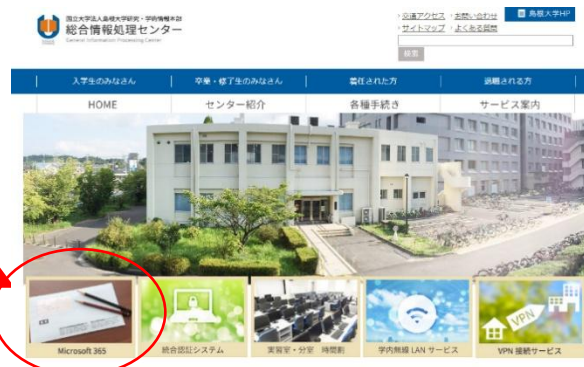 国立大学法人島根大学研究・学術情報本部
総合情報処理センター
General Information Processing Center
交通アクセス
お問い合わせ
島根大学HP
サイトマップ
よくある質問
検索
入学生のみなさん
卒業・修了生のみなさん
着任された方
退職される方
HOME
センター紹介
各種手続き
サービス案内
Microsoft 365
統合認証システム
実習室・分室 時間割
学内無線 LAN サービス
VPN 接続サービス
VPN